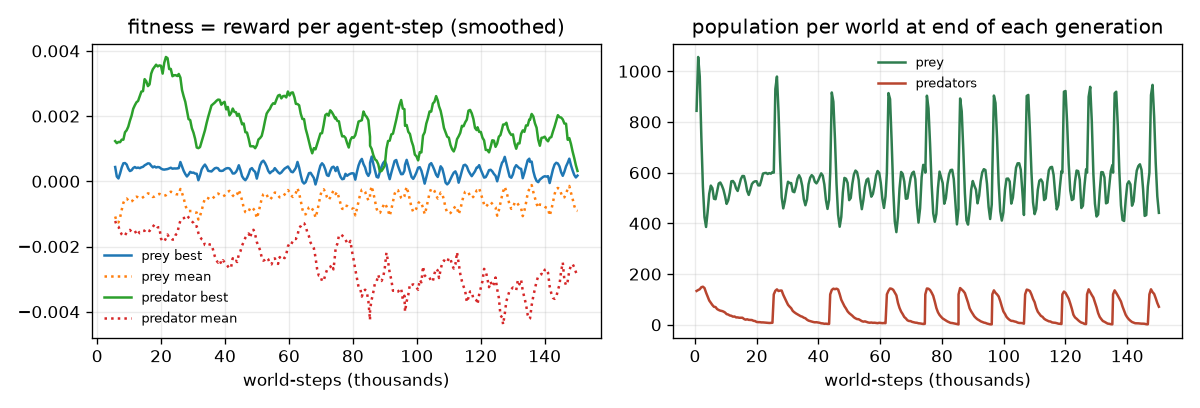 fitness = reward per agent-step (smoothed)
0.004
0.002
0.000
−0.002
−0.004
prey best
prey mean
predator best
predator mean
0 20 40 60 80 100 120 140
world-steps (thousands)
population per world at end of each generation
1000
800
600
400
200
0
prey
predators
0 20 40 60 80 100 120 140
world-steps (thousands)